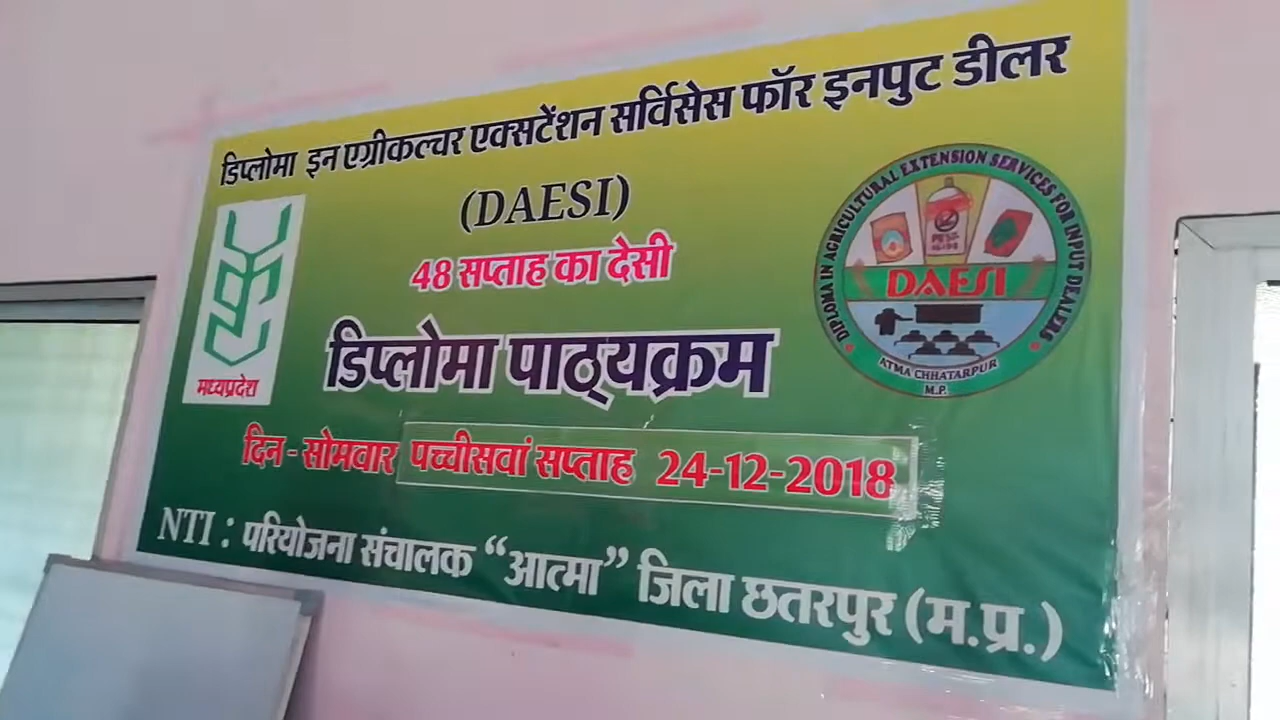 डिप्लोमा इन एग्रीकल्चर एक्सटेंशन सर्विसेस फॉर इनपुट डीलर
(DAESI)
48 सप्ताह का देसी
डिप्लोमा पाठ्यक्रम
दिन - सोमवार पच्चीसवां सप्ताह 24-12-2018
NTI : परियोजना संचालक “आत्मा” जिला छतरपुर (म.प्र.)
मध्यप्रदेश
DIPLOMA IN AGRICULTURAL EXTENSION SERVICES FOR INPUT DEALERS
DAESI
ATMA CHHATARPUR
M.P.